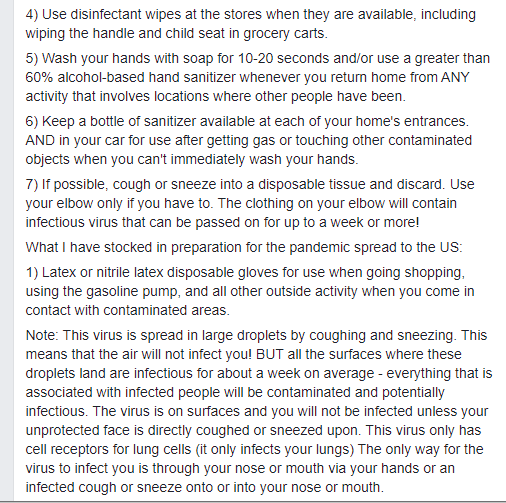 4) Use disinfectant wipes at the stores when they are available, including
wiping the handle and child seat in grocery carts.
5) Wash your hands with soap for 10-20 seconds and/or use a greater than
60% alcohol-based hand sanitizer whenever you return home from ANY
activity that involves locations where other people have been.
6) Keep a bottle of sanitizer available at each of your home's entrances.
AND in your car for use after getting gas or touching other contaminated
objects when you can't immediately wash your hands.
7) If possible, cough or sneeze into a disposable tissue and discard. Use
your elbow only if you have to. The clothing on your elbow will contain
infectious virus that can be passed on for up to a week or more!
What I have stocked in preparation for the pandemic spread to the US:
1) Latex or nitrile latex disposable gloves for use when going shopping,
using the gasoline pump, and all other outside activity when you come in
contact with contaminated areas.
Note: This virus is spread in large droplets by coughing and sneezing. This
means that the air will not infect you! BUT all the surfaces where these
droplets land are infectious for about a week on average - everything that is
associated with infected people will be contaminated and potentially
infectious. The virus is on surfaces and you will not be infected unless your
unprotected face is directly coughed or sneezed upon. This virus only has
cell receptors for lung cells (it only infects your lungs) The only way for the
virus to infect you is through your nose or mouth via your hands or an
infected cough or sneeze onto or into your nose or mouth.